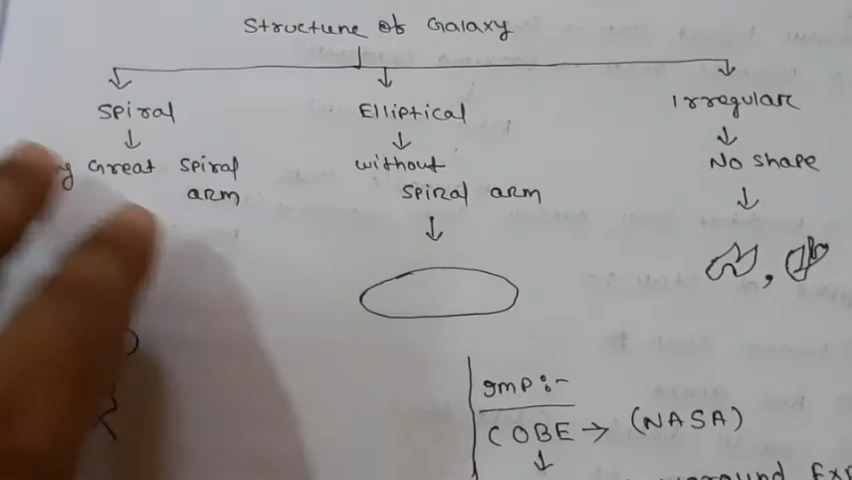 Structure of Galaxy
Spiral
Elliptical
Irregular
Great Spiral
arm
without
Spiral arm
No shape
,
Imp:-
COBE → (NASA)